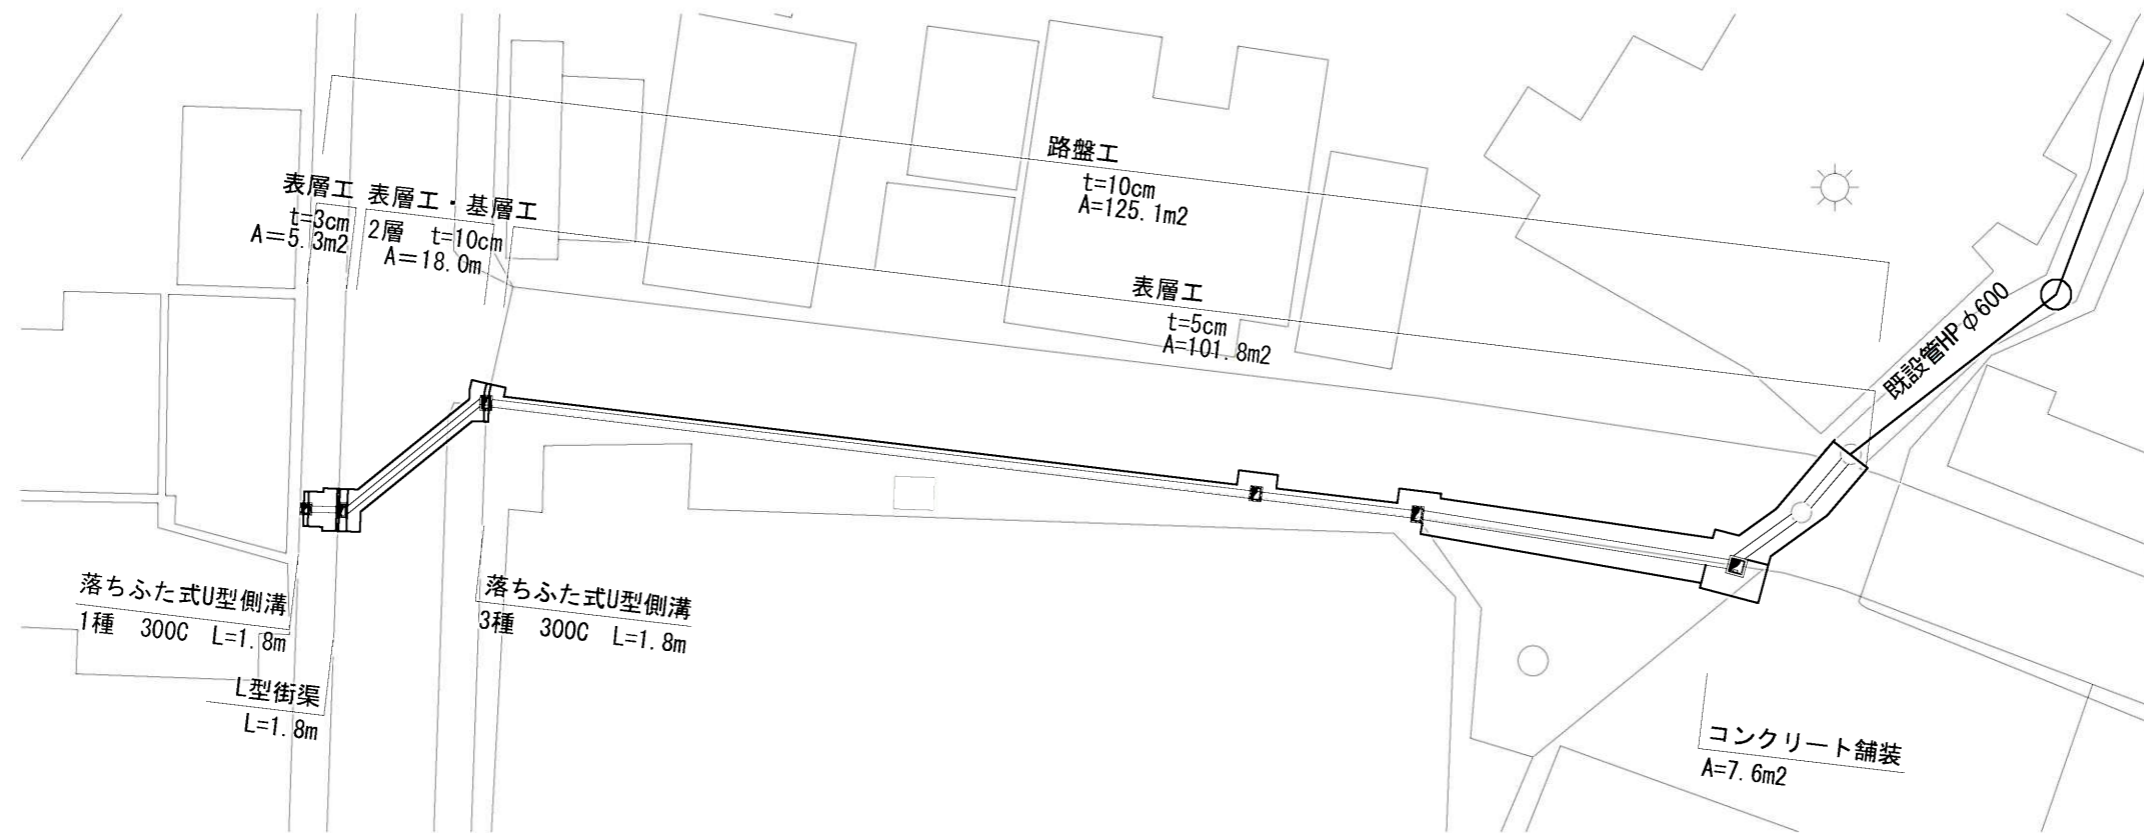 路盤工
t=10cm
A=125.1m2
表層工
t=3cm
A=5.3m2
表層工・基層工
2層 t=10cm
A=18.0m
表層工
t=5cm
A=101.8m2
既設管HPφ600
落ちふた式U型側溝
1種 300C L=1.8m
落ちふた式U型側溝
3種 300C L=1.8m
L型街渠
L=1.8m
コンクリート舗装
A=7.6m2